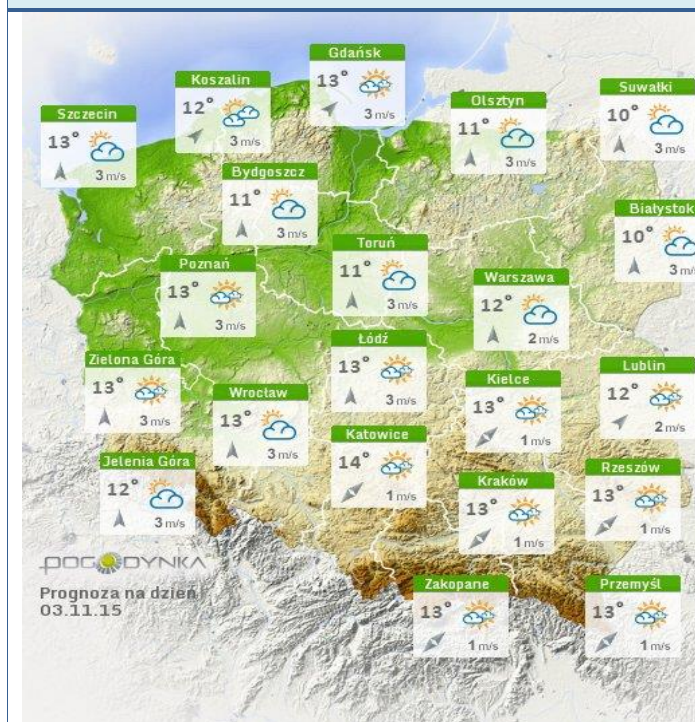 Gdańsk
13°
3 m/s
Koszalin
12°
3 m/s
Suwałki
10°
3 m/s
Olsztyn
11°
3 m/s
Szczecin
13°
3 m/s
Bydgoszcz
11°
3 m/s
Białystok
10°
3 m/s
Toruń
11°
3 m/s
Poznań
13°
3 m/s
Warszawa
12°
2 m/s
Łódź
13°
3 m/s
Zielona Góra
13°
3 m/s
Lublin
12°
2 m/s
Kielce
13°
1 m/s
Wrocław
13°
3 m/s
Katowice
14°
1 m/s
Jelenia Góra
12°
3 m/s
Rzeszów
13°
1 m/s
Kraków
13°
1 m/s
POGODYNKA
Prognoza na dzień
03.11.15
Zakopane
13°
1 m/s
Przemyśl
13°
1 m/s